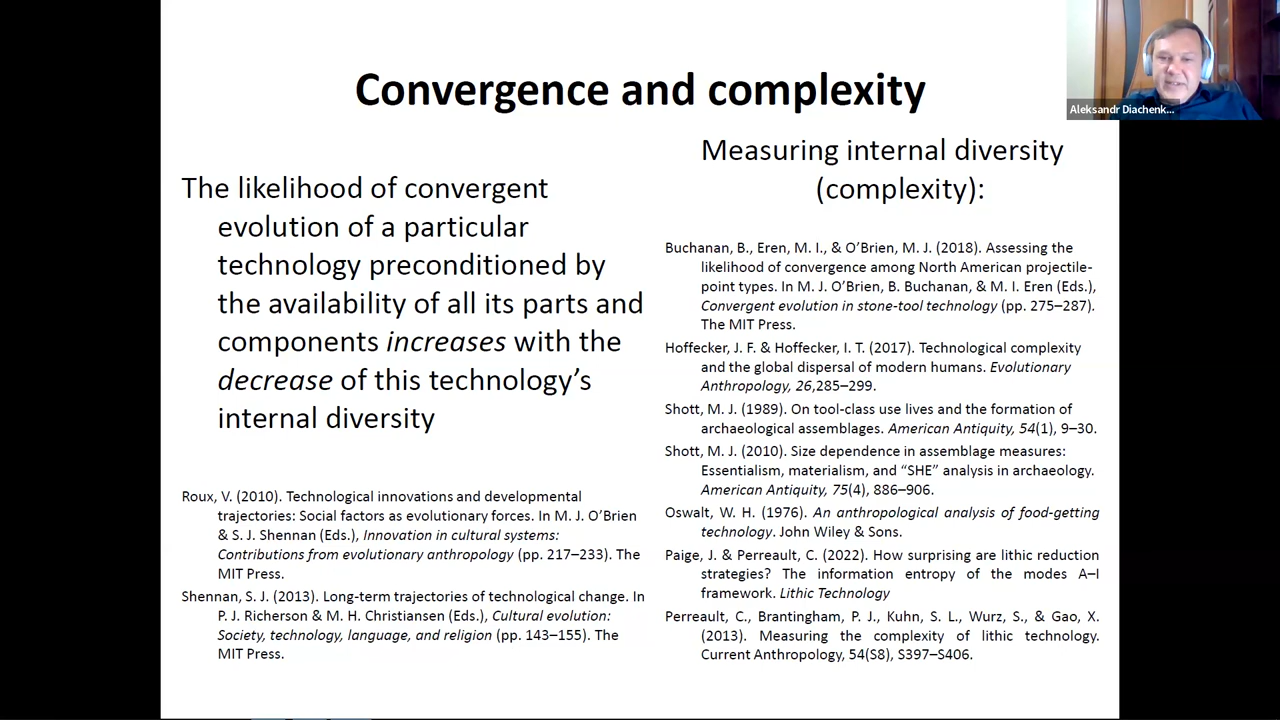 Convergence and complexity
The likelihood of convergent
evolution of a particular
technology preconditioned by
the availability of all its parts and
components increases with the
decrease of this technology's
internal diversity
Roux, V. (2010). Technological innovations and developmental
trajectories: Social factors as evolutionary forces. In M. J. O'Brien
& S. J. Shennan (Eds.), Innovation in cultural systems:
Contributions from evolutionary anthropology (pp. 217–233). The
MIT Press.
Shennan, S. J. (2013). Long-term trajectories of technological change. In
P. J. Richerson & M. H. Christiansen (Eds.), Cultural evolution:
Society, technology, language, and religion (pp. 143–155). The
MIT Press.
Measuring internal diversity
(complexity):
Buchanan, B., Eren, M. I., & O'Brien, M. J. (2018). Assessing the
likelihood of convergence among North American projectile-
point types. In M. J. O'Brien, B. Buchanan, & M. I. Eren (Eds.),
Convergent evolution in stone-tool technology (pp. 275–287).
The MIT Press.
Hoffecker, J. F. & Hoffecker, I. T. (2017). Technological complexity
and the global dispersal of modern humans. Evolutionary
Anthropology, 26,285–299.
Shott, M. J. (1989). On tool-class use lives and the formation of
archaeological assemblages. American Antiquity, 54(1), 9–30.
Shott, M. J. (2010). Size dependence in assemblage measures:
Essentialism, materialism, and “SHE” analysis in archaeology.
American Antiquity, 75(4), 886–906.
Oswalt, W. H. (1976). An anthropological analysis of food-getting
technology. John Wiley & Sons.
Paige, J. & Perreault, C. (2022). How surprising are lithic reduction
strategies? The information entropy of the modes A–I
framework. Lithic Technology
Perreault, C., Brantingham, P. J., Kuhn, S. L., Wurz, S., & Gao, X.
(2013). Measuring the complexity of lithic technology.
Current Anthropology, 54(S8), S397–S406.
Aleksandr Diachenk...